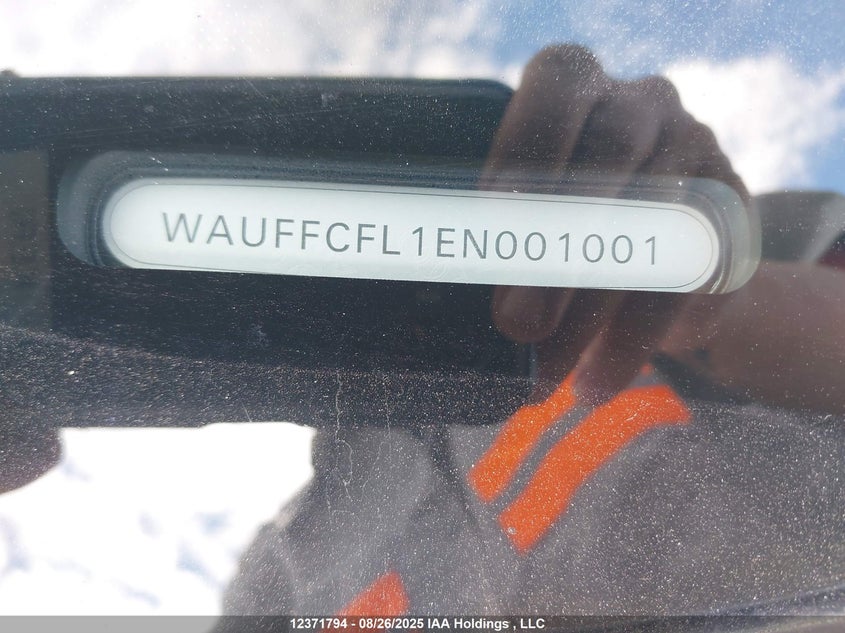 WAUFFCFL1EN001001
12371794 - 08/26/2025 IAA Holdings , LLC